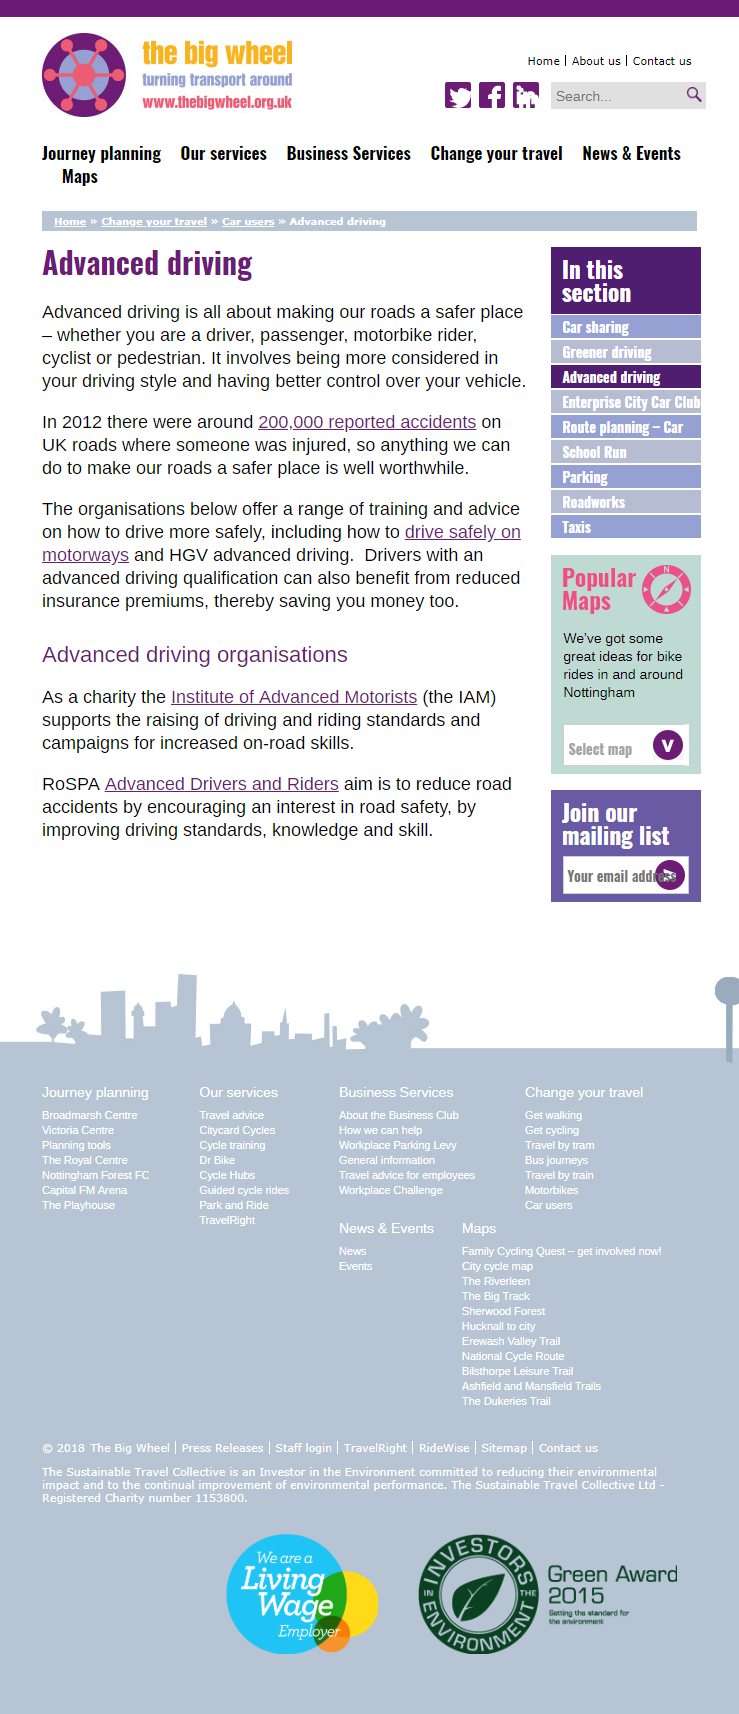 the big wheel
turning transport around
www.thebigwheel.org.uk
Home | About us | Contact us
Search...
Journey planning Our services Business Services Change your travel News & Events
Maps
Home » Change your travel » Car users » Advanced driving
Advanced driving
Advanced driving is all about making our roads a safer place
– whether you are a driver, passenger, motorbike rider,
cyclist or pedestrian. It involves being more considered in
your driving style and having better control over your vehicle.
In 2012 there were around 200,000 reported accidents on
UK roads where someone was injured, so anything we can
do to make our roads a safer place is well worthwhile.
The organisations below offer a range of training and advice
on how to drive more safely, including how to drive safely on
motorways and HGV advanced driving.  Drivers with an
advanced driving qualification can also benefit from reduced
insurance premiums, thereby saving you money too.
Advanced driving organisations
As a charity the Institute of Advanced Motorists (the IAM)
supports the raising of driving and riding standards and
campaigns for increased on-road skills.
RoSPA Advanced Drivers and Riders aim is to reduce road
accidents by encouraging an interest in road safety, by
improving driving standards, knowledge and skill.
In this
section
Car sharing
Greener driving
Advanced driving
Enterprise City Car Club
Route planning – Car
School Run
Parking
Roadworks
Taxis
Popular
Maps
N
We've got some
great ideas for bike
rides in and around
Nottingham
Select map
Join our
mailing list
Your email address
Journey planning
Broadmarsh Centre
Victoria Centre
Planning tools
The Royal Centre
Nottingham Forest FC
Capital FM Arena
The Playhouse
Our services
Travel advice
Citycard Cycles
Cycle training
Dr Bike
Cycle Hubs
Guided cycle rides
Park and Ride
TravelRight
Business Services
About the Business Club
How we can help
Workplace Parking Levy
General information
Travel advice for employees
Workplace Challenge
Change your travel
Get walking
Get cycling
Travel by tram
Bus journeys
Travel by train
Motorbikes
Car users
News & Events
News
Events
Maps
Family Cycling Quest – get involved now!
City cycle map
The Riverleen
The Big Track
Sherwood Forest
Hucknall to city
Erewash Valley Trail
National Cycle Route
Bilsthorpe Leisure Trail
Ashfield and Mansfield Trails
The Dukeries Trail
© 2018 The Big Wheel | Press Releases | Staff login | TravelRight | RideWise | Sitemap | Contact us
The Sustainable Travel Collective is an Investor in the Environment committed to reducing their environmental
impact and to the continual improvement of environmental performance. The Sustainable Travel Collective Ltd -
Registered Charity number 1153800.
We are a
Living
Wage
Employer
INVESTORS
IN THE
ENVIRONMENT
Green Award
2015
Setting the standard for
the environment